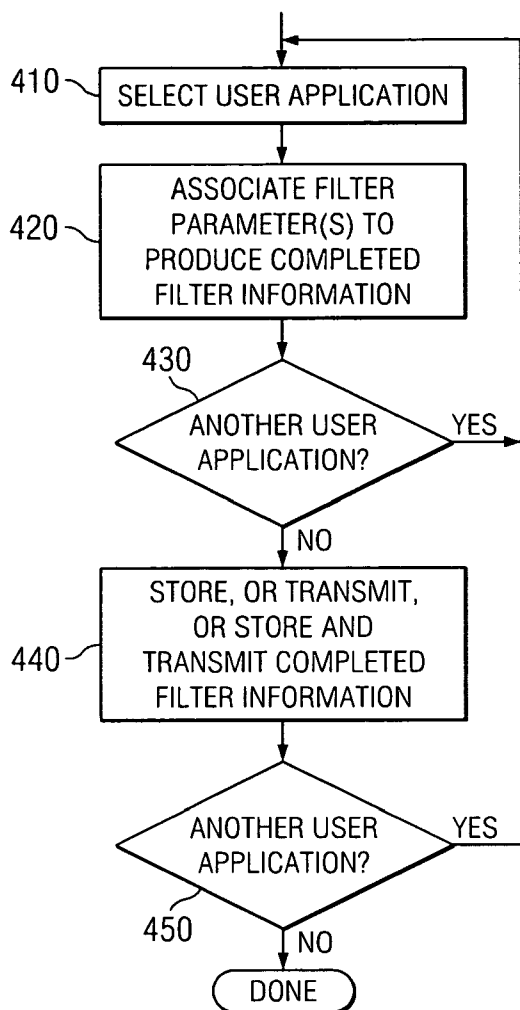 410
SELECT USER APPLICATION
420
ASSOCIATE FILTER
PARAMETER(S) TO
PRODUCE COMPLETED
FILTER INFORMATION
430
ANOTHER USER
APPLICATION?
YES
NO
440
STORE, OR TRANSMIT,
OR STORE AND
TRANSMIT COMPLETED
FILTER INFORMATION
ANOTHER USER
APPLICATION?
YES
450
NO
DONE